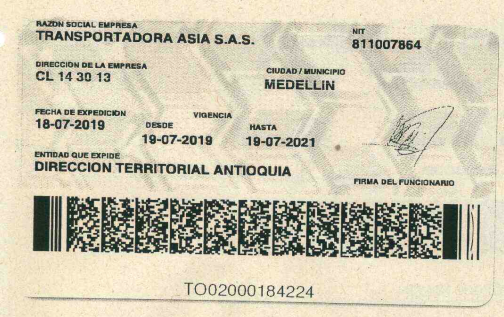 RAZON SOCIAL EMPRESA NIT
TRANSPORTADORA ASIA S.A.S. 811007864
DIRECCION DE LA EMPRESA CIUDAD / MUNICIPIO
CL 14 30 13 MEDELLIN
FECHA DE EXPEDICION VIGENCIA
18-07-2019 DESDE HASTA
19-07-2019 19-07-2021
ENTIDAD QUE EXPIDE
DIRECCION TERRITORIAL ANTIOQUIA
FIRMA DEL FUNCIONARIO
TO02000184224